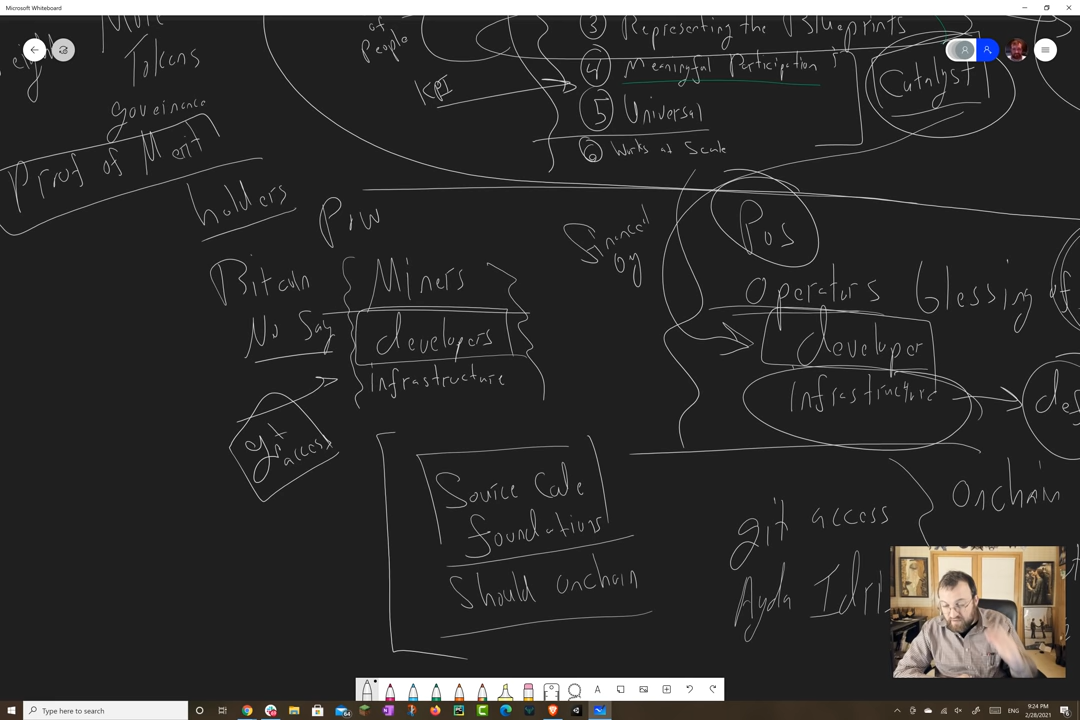 Microsoft Whiteboard
More
Tokens
of
People
KPI
③ Representing the Blueprints
④ Meaningful Participation
⑤ Universal
⑥ Works at Scale
Catalyst
governance
Proof of Merit
holders
PoW
Bitcoin
No Say
Miners
developers
Infrastructure
git
access
by
PoS
Operators blessing of
developer
Infrastructure
Source Code
foundations
Should onchain
git access
Onchain
Type here to search
64
9:24 PM
2/28/2021
6